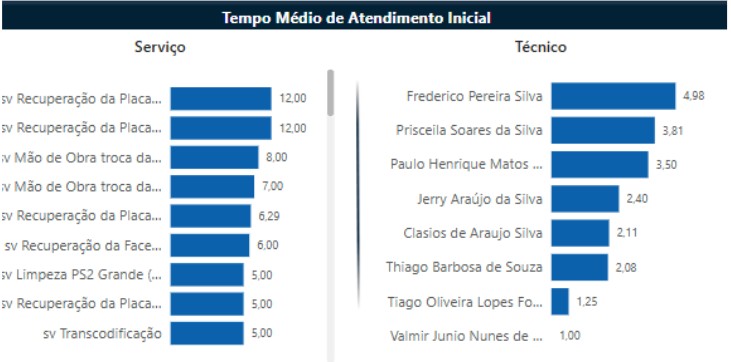 Tempo Médio de Atendimento Inicial
Serviço
sv Recuperação da Placa... 12,00
sv Recuperação da Placa... 12,00
sv Mão de Obra troca da... 8,00
sv Mão de Obra troca da... 7,00
sv Recuperação da Placa... 6,29
sv Recuperação da Face... 6,00
sv Limpeza PS2 Grande (... 5,00
sv Recuperação da Placa... 5,00
sv Transcodificação 5,00
Técnico
Frederico Pereira Silva 4,98
Prisceila Soares da Silva 3,81
Paulo Henrique Matos ... 3,50
Jerry Araújo da Silva 2,40
Clasios de Araujo Silva 2,11
Thiago Barbosa de Souza 2,08
Tiago Oliveira Lopes Fo... 1,25
Valmir Junio Nunes de ... 1,00